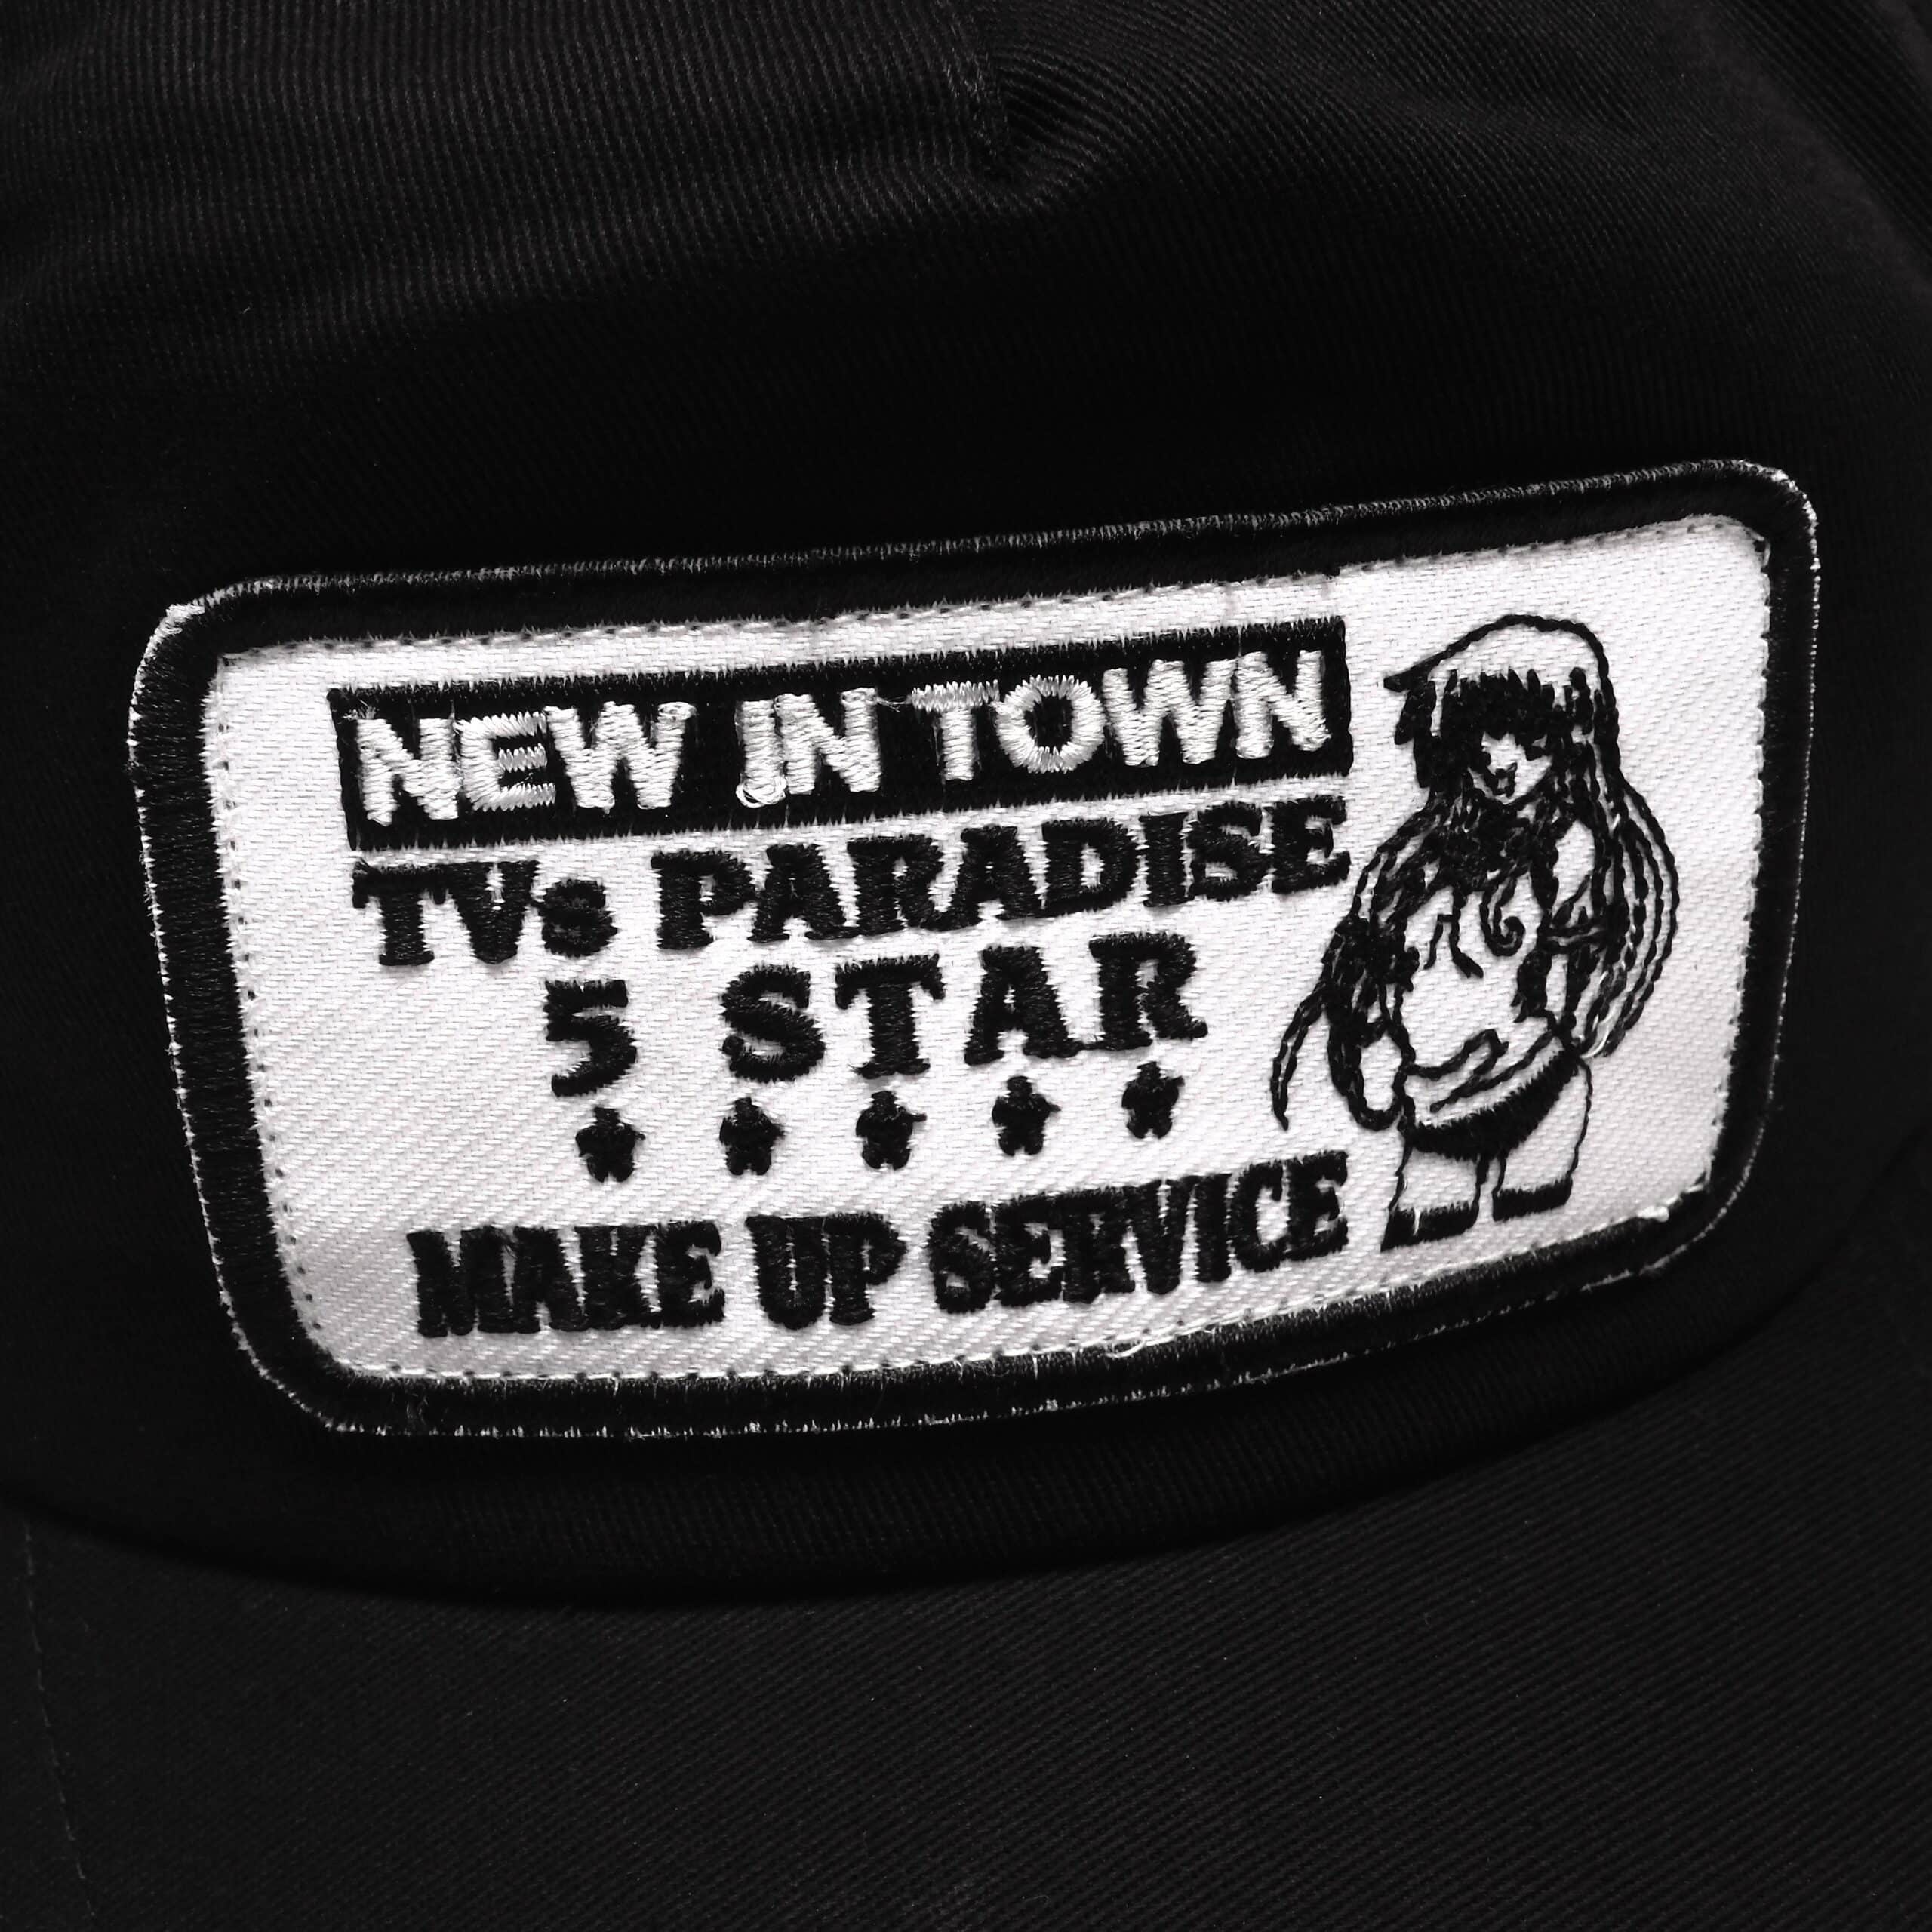 NEW IN TOWN
TVs PARADISE
5 STAR
MAKE UP SERVICE